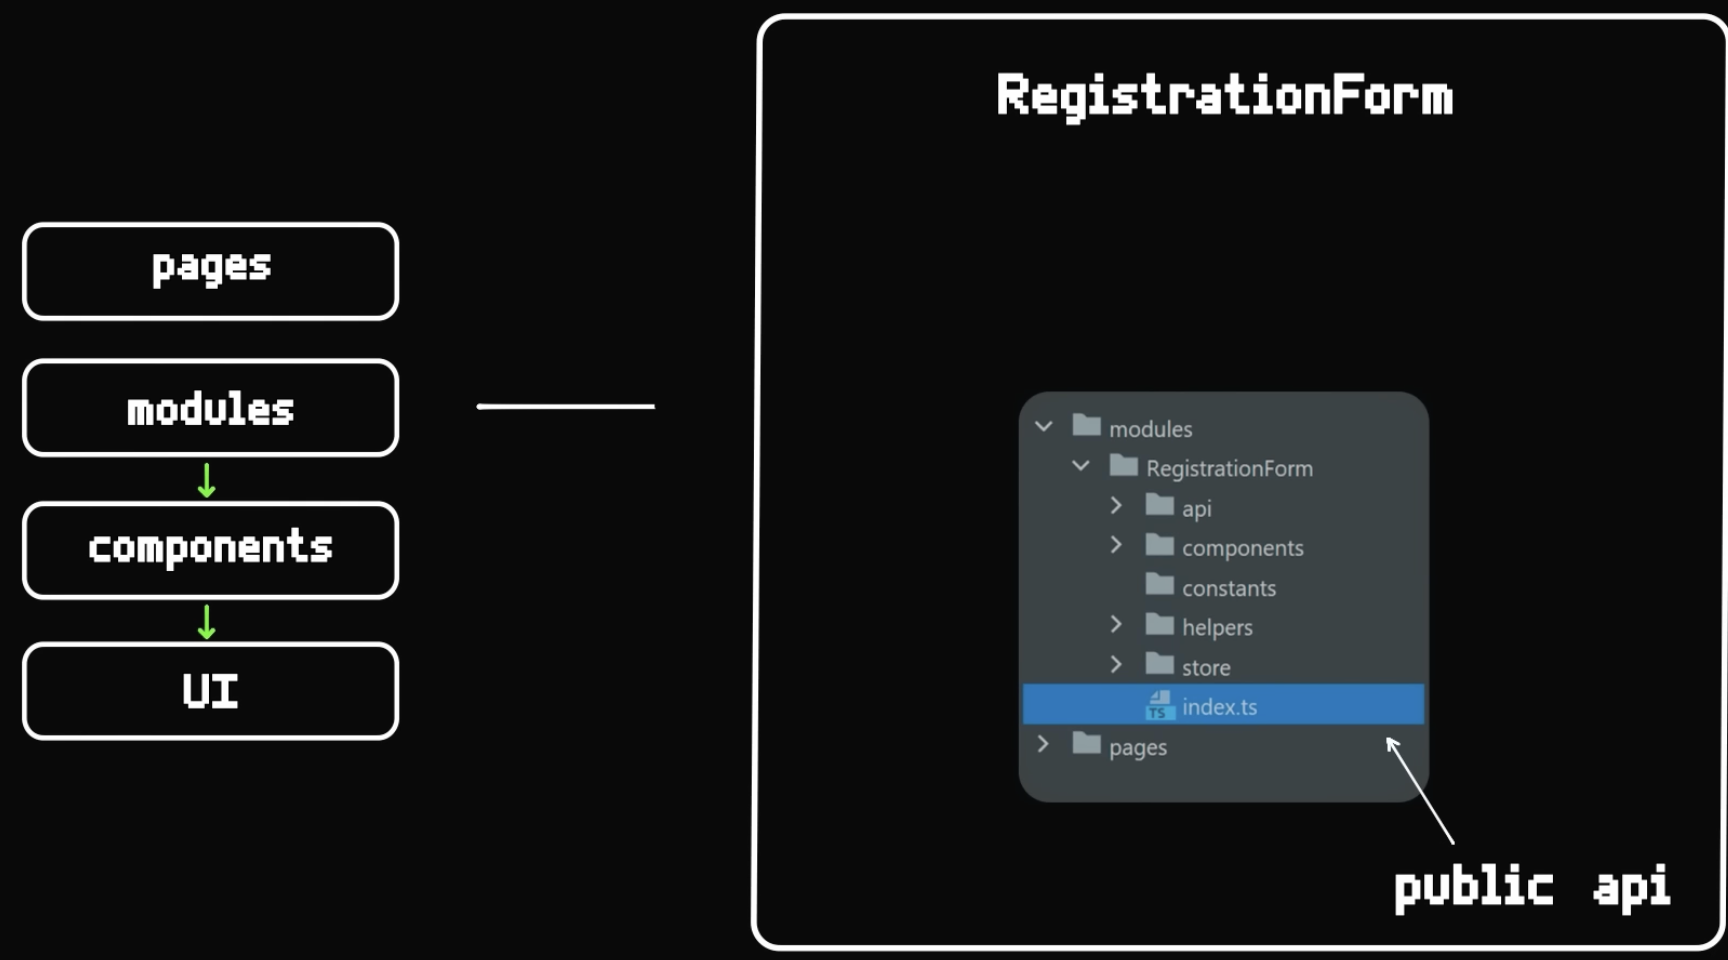 pages
modules
components
UI
RegistrationForm
modules
RegistrationForm
api
components
constants
helpers
store
TS index.ts
pages
public api